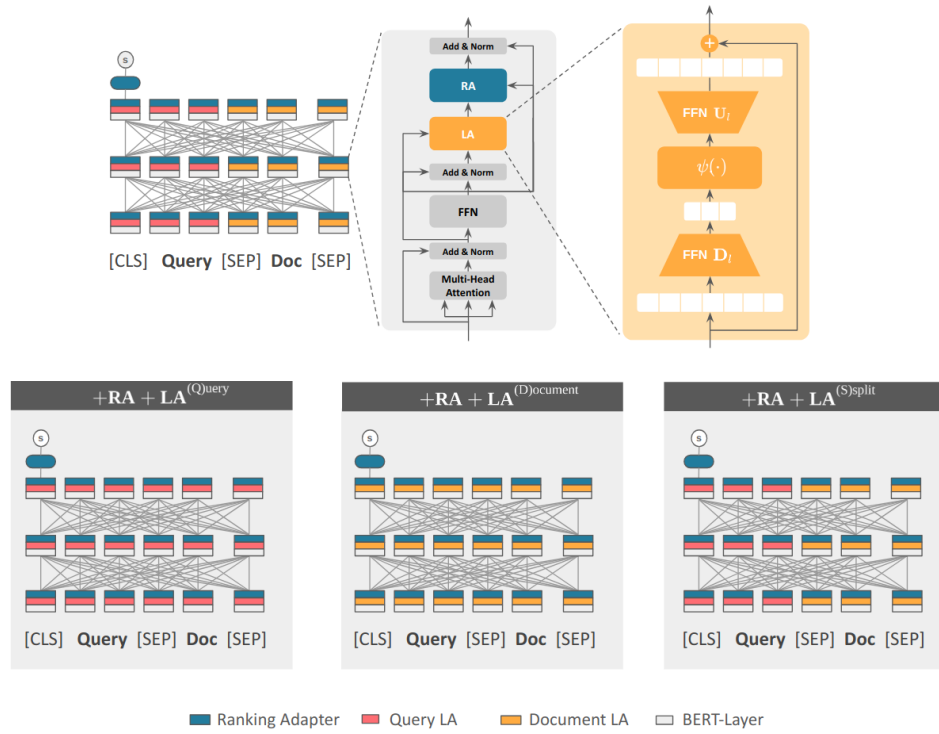 S
[CLS] Query [SEP] Doc [SEP]
Add & Norm
RA
LA
Add & Norm
FFN
Add & Norm
Multi-Head
Attention
+
FFN U_l
ψ(·)
FFN D_l
+RA + LA^(Q)uery
S
[CLS] Query [SEP] Doc [SEP]
+RA + LA^(D)ocument
S
[CLS] Query [SEP] Doc [SEP]
+RA + LA^(S)split
S
[CLS] Query [SEP] Doc [SEP]
Ranking Adapter Query LA Document LA BERT-Layer